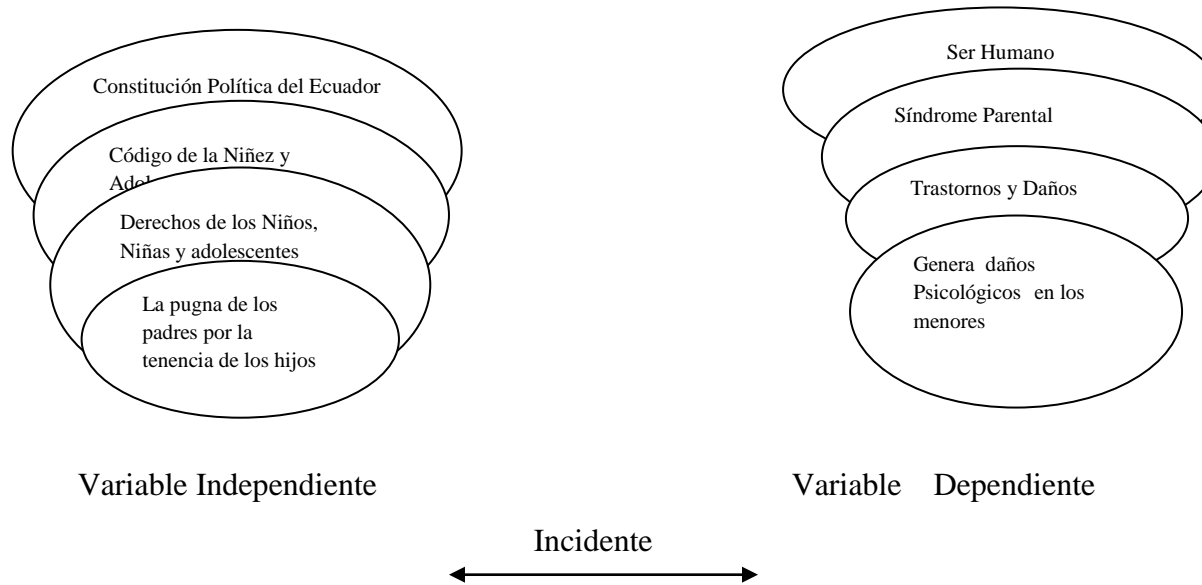 Constitución Política del Ecuador
Código de la Niñez y
Derechos de los Niños,
Niñas y adolescentes
La pugna de los
padres por la
tenencia de los hijos
Variable Independiente
Ser Humano
Síndrome Parental
Trastornos y Daños
Genera daños
Psicológicos en los
menores
Variable Dependiente
Incidente